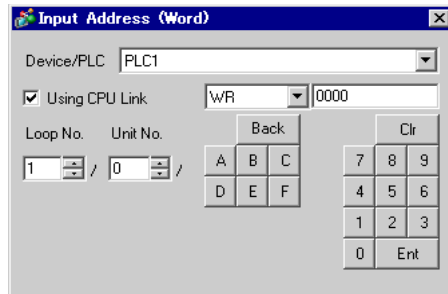 Input Address (Word)
Device/PLC PLC1
Using CPU Link WR 0000
Loop No. Unit No. Back Clr
1 / 0 / A B C 7 8 9
D E F 4 5 6
1 2 3
0 Ent